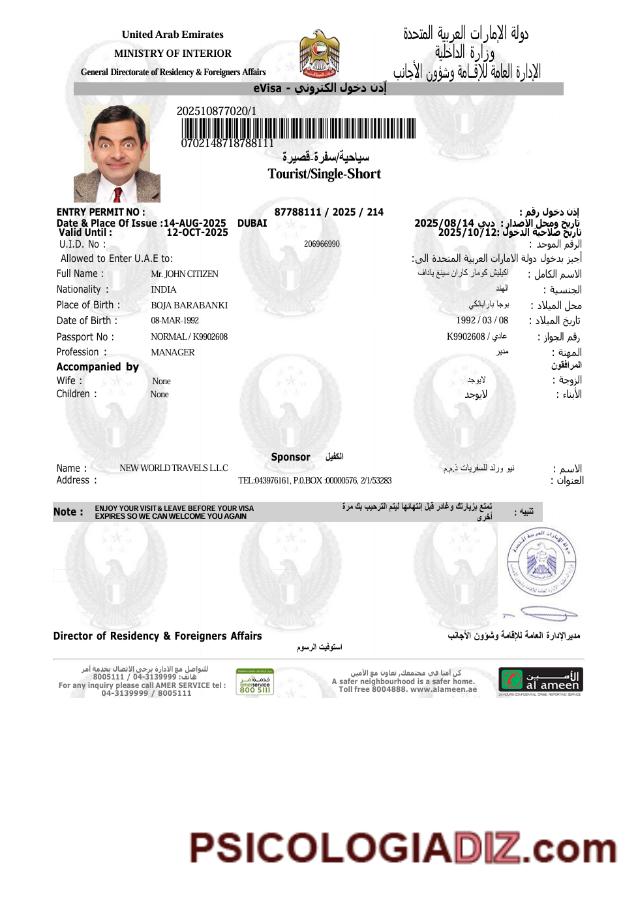 United Arab Emirates
MINISTRY OF INTERIOR
General Directorate of Residency & Foreigners Affairs
دولة الإمارات العربية المتحدة
وزارة الداخلية
الإدارة العامة للإقامة وشؤون الأجانب
eVisa - إذن دخول الكتروني
202510877020/1
0702148718788111
سياحية/سفرة-قصيرة
Tourist/Single-Short
ENTRY PERMIT NO : 87788111 / 2025 / 214 إذن دخول رقم :
Date & Place Of Issue :14-AUG-2025 DUBAI تاريخ ومحل الاصدار: دبي 2025/08/14
Valid Until : 12-OCT-2025 تاريخ صلاحية الدخول :2025/10/12
U.I.D. No : 206966990 الرقم الموحد :
Allowed to Enter U.A.E to: أجيز بدخول دولة الامارات العربية المتحدة الى:
Full Name : Mr. JOHN CITIZEN اكيليش كومار كاران سينغ ياداف الاسم الكامل :
Nationality : INDIA الهند الجنسية :
Place of Birth : BOJA BARABANKI بوجا بارابانكي محل الميلاد :
Date of Birth : 08-MAR-1992 1992 / 03 / 08 تاريخ الميلاد :
Passport No : NORMAL / K9902608 عادي / K9902608 رقم الجواز :
Profession : MANAGER مدير المهنة :
Accompanied by المرافقون
Wife : None لايوجد الزوجة :
Children : None لايوجد الأبناء :
Sponsor الكفيل
Name : NEW WORLD TRAVELS L.L.C نيو ورلد للسفريات ذ.م.م الاسم :
Address : TEL:043976161, P.0.BOX :00000576, 2/1/53283 العنوان :
Note : ENJOY YOUR VISIT & LEAVE BEFORE YOUR VISA تمتع بزيارتك وغادر قبل إنتهائها ليتم الترحيب بك مرة تنبيه :
EXPIRES SO WE CAN WELCOME YOU AGAIN أخرى
Director of Residency & Foreigners Affairs مديرالإدارة العامة للإقامة وشؤون الأجانب
استوفيت الرسوم
للتواصل مع الادارة يرجى الاتصال بخدمة آمر
هاتف: 04-3139999 / 8005111
For any inquiry please call AMER SERVICE tel :
04-3139999 / 8005111
خدمة آمر
amerservice
800 5111
كن آمنا في مجتمعك, تعاون مع الأمين
A safer neighbourhood is a safer home.
Toll free 8004888. www.alameen.ae
الأمــين
al ameen
PSICOLOGIADIZ.com